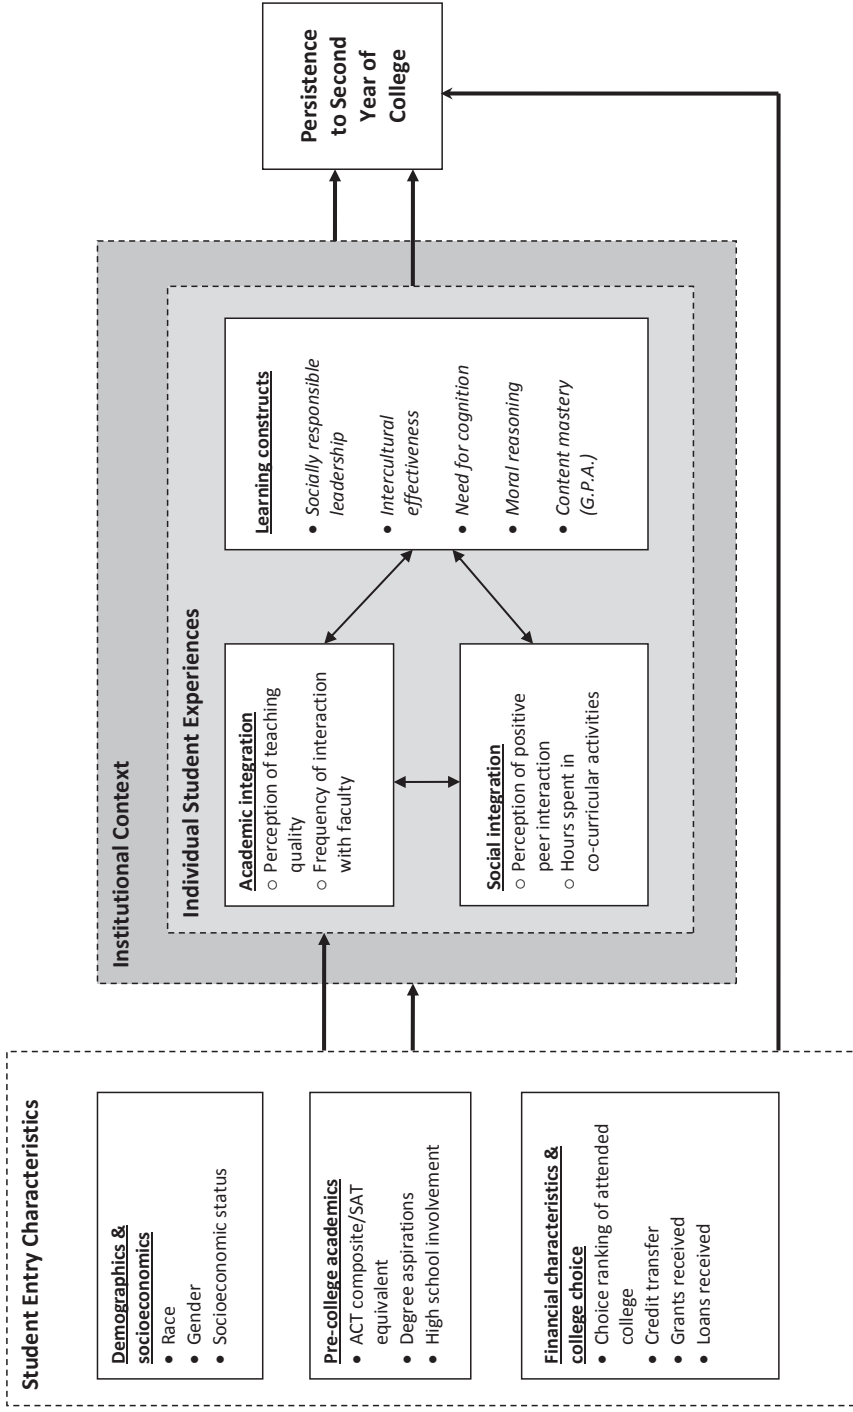 Student Entry Characteristics
Demographics &
socioeconomics
• Race
• Gender
• Socioeconomic status
Pre-college academics
• ACT composite/SAT
equivalent
• Degree aspirations
• High school involvement
Financial characteristics &
college choice
• Choice ranking of attended
college
• Credit transfer
• Grants received
• Loans received
Institutional Context
Individual Student Experiences
Academic integration
○ Perception of teaching
quality
○ Frequency of interaction
with faculty
Social integration
○ Perception of positive
peer interaction
○ Hours spent in
co-curricular activities
Learning constructs
• Socially responsible
leadership
• Intercultural
effectiveness
• Need for cognition
• Moral reasoning
• Content mastery
(G.P.A.)
Persistence
to Second
Year of
College